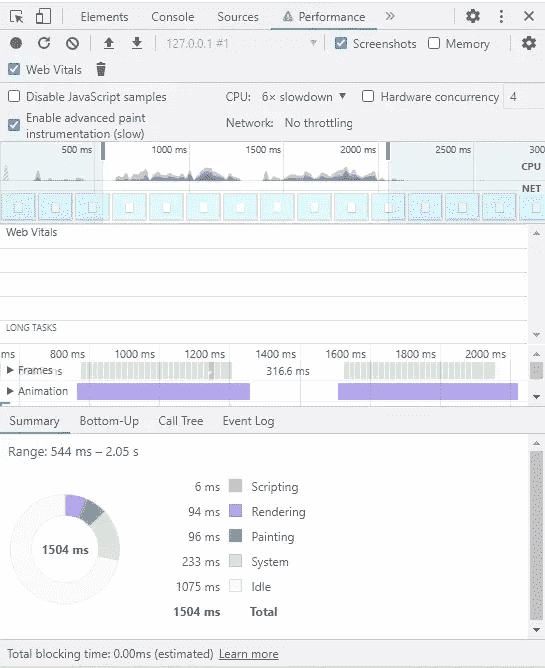 Elements Console Sources Performance »
127.0.0.1 #1 Screenshots Memory
Web Vitals
Disable JavaScript samples CPU: 6× slowdown Hardware concurrency 4
Enable advanced paint
instrumentation (slow) Network: No throttling
500 ms 1000 ms 1500 ms 2000 ms 2500 ms 300
CPU
NET
Web Vitals
LONG TASKS
ms 800 ms 1000 ms 1200 ms 1400 ms 1600 ms 1800 ms 2000 ms
Frames 316.6 ms
Animation
Summary Bottom-Up Call Tree Event Log
Range: 544 ms – 2.05 s
6 ms Scripting
94 ms Rendering
96 ms Painting
1504 ms
233 ms System
1075 ms Idle
1504 ms Total
Total blocking time: 0.00ms (estimated) Learn more